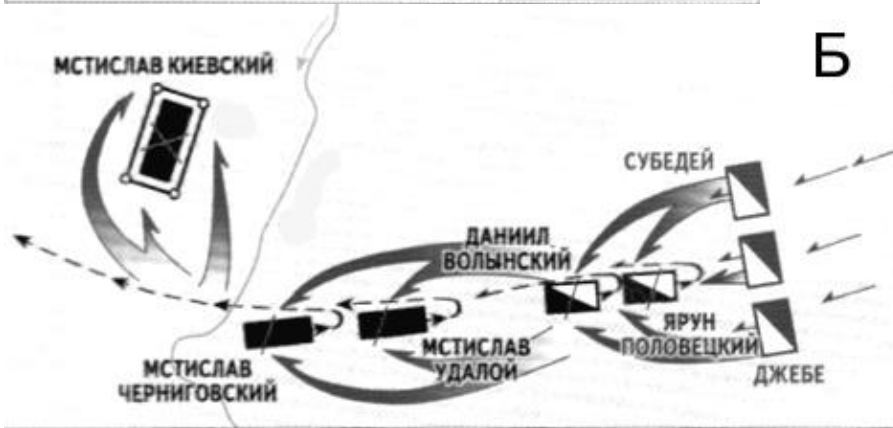 Б
МСТИСЛАВ КИЕВСКИЙ
СУБЕДЕЙ
ДАНИИЛ
ВОЛЫНСКИЙ
ЯРУН
ПОЛОВЕЦКИЙ
МСТИСЛАВ
УДАЛОЙ
МСТИСЛАВ
ЧЕРНИГОВСКИЙ
ДЖЕБЕ